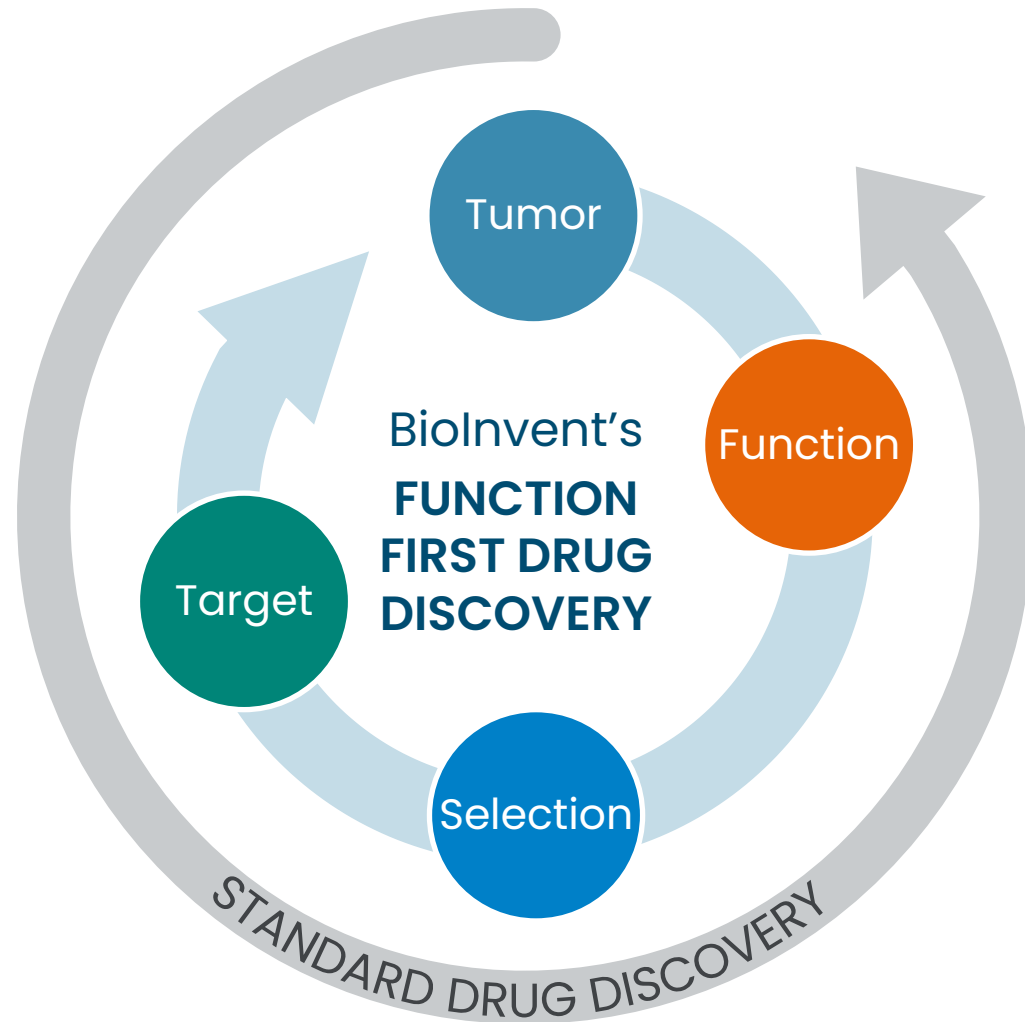 Tumor
Function
BioInvent’s
FUNCTION
FIRST DRUG
DISCOVERY
Target
Selection
STANDARD DRUG DISCOVERY